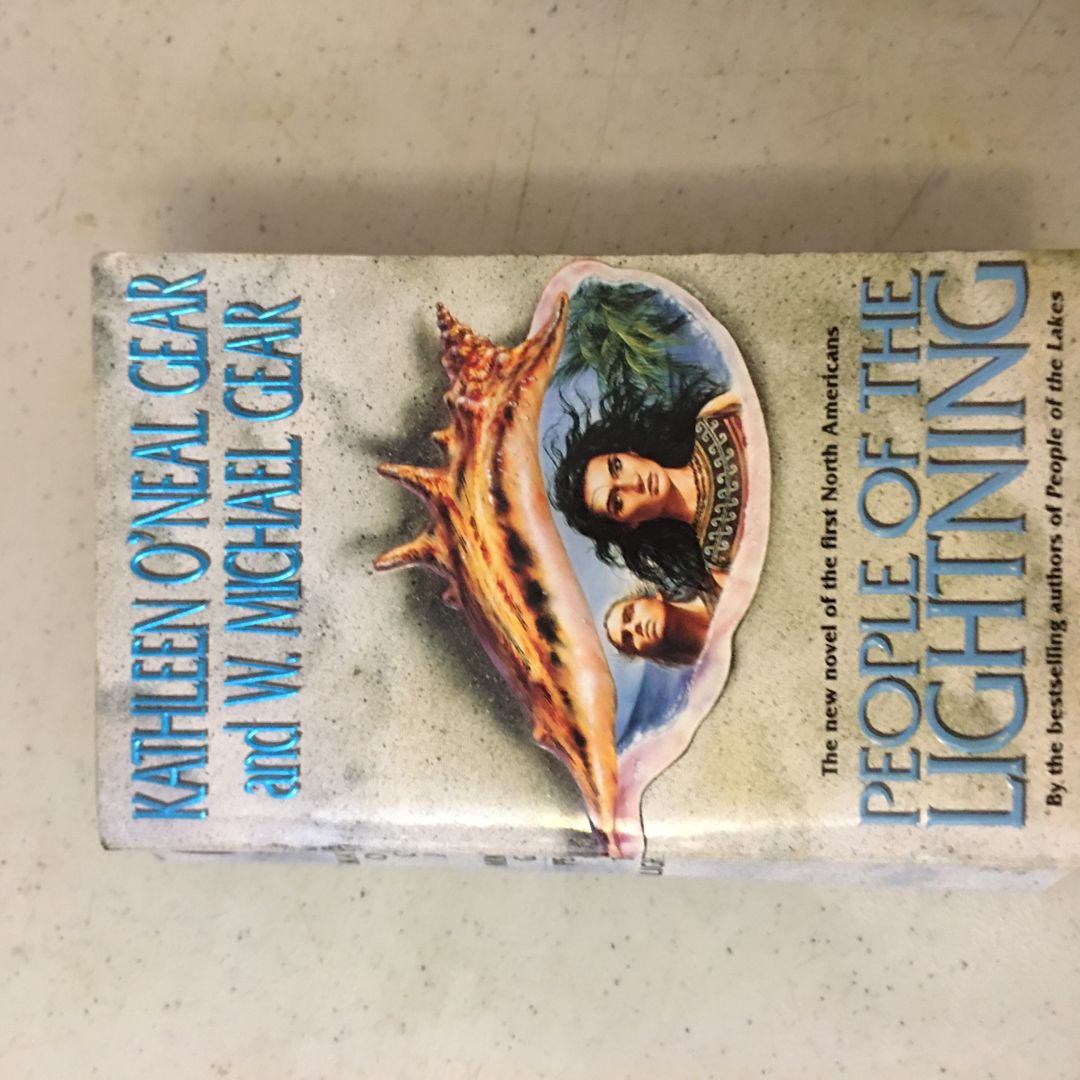 KATHLEEN O'NEAL GEAR
and W. MICHAEL GEAR
The new novel of the first North Americans
PEOPLE OF THE
LIGHTNING
By the bestselling authors of People of the Lakes